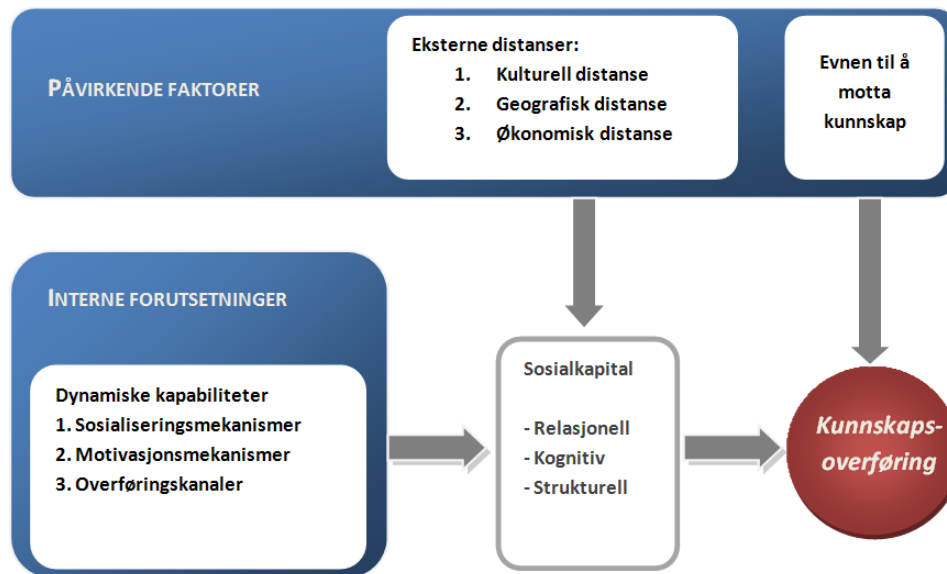 PÅVIRKENDE FAKTORER
Eksterne distanser:
1. Kulturell distanse
2. Geografisk distanse
3. Økonomisk distanse
Evnen til å
motta
kunnskap
INTERNE FORUTSETNINGER
Dynamiske kapabiliteter
1. Sosialiseringsmekanismer
2. Motivasjonsmekanismer
3. Overføringskanaler
Sosialkapital
- Relasjonell
- Kognitiv
- Strukturell
Kunnskaps-
overføring